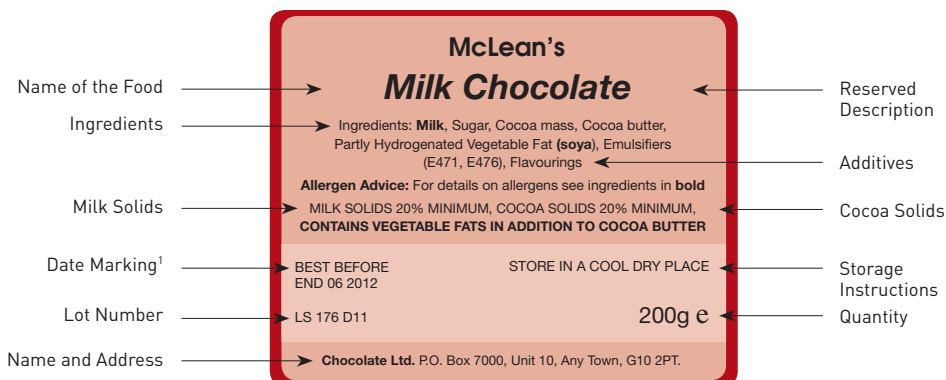 McLean's
Name of the Food
Milk Chocolate
Reserved
Description
Ingredients
Ingredients: Milk, Sugar, Cocoa mass, Cocoa butter,
Partly Hydrogenated Vegetable Fat (soya), Emulsifiers
(E471, E476), Flavourings
Additives
Allergen Advice: For details on allergens see ingredients in bold
Milk Solids
MILK SOLIDS 20% MINIMUM, COCOA SOLIDS 20% MINIMUM,
CONTAINS VEGETABLE FATS IN ADDITION TO COCOA BUTTER
Cocoa Solids
Date Marking¹
BEST BEFORE
END 06 2012
STORE IN A COOL DRY PLACE
Storage
Instructions
Lot Number
LS 176 D11
200g e
Quantity
Name and Address
Chocolate Ltd. P.O. Box 7000, Unit 10, Any Town, G10 2PT.